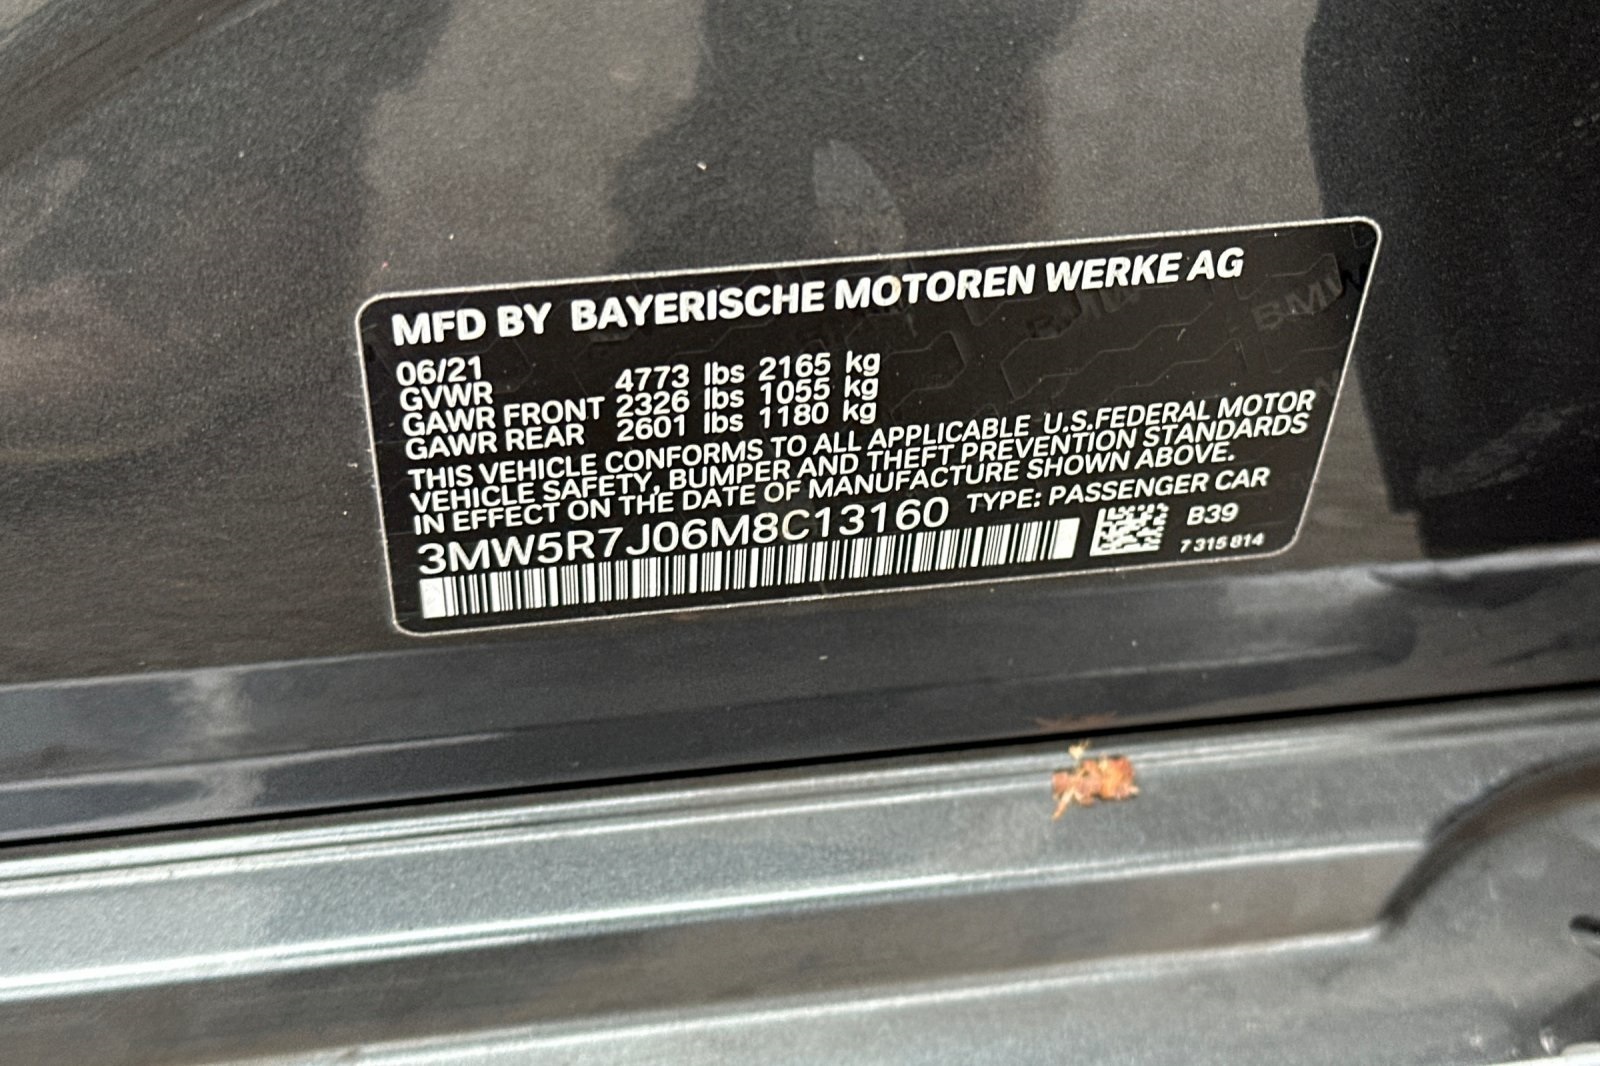 MFD BY BAYERISCHE MOTOREN WERKE AG
06/21
GVWR 4773 lbs 2165 kg
GAWR FRONT 2326 lbs 1055 kg
GAWR REAR 2601 lbs 1180 kg
THIS VEHICLE CONFORMS TO ALL APPLICABLE U.S.FEDERAL MOTOR
VEHICLE SAFETY, BUMPER AND THEFT PREVENTION STANDARDS
IN EFFECT ON THE DATE OF MANUFACTURE SHOWN ABOVE.
3MW5R7J06M8C13160 TYPE: PASSENGER CAR
B39
7 315 814